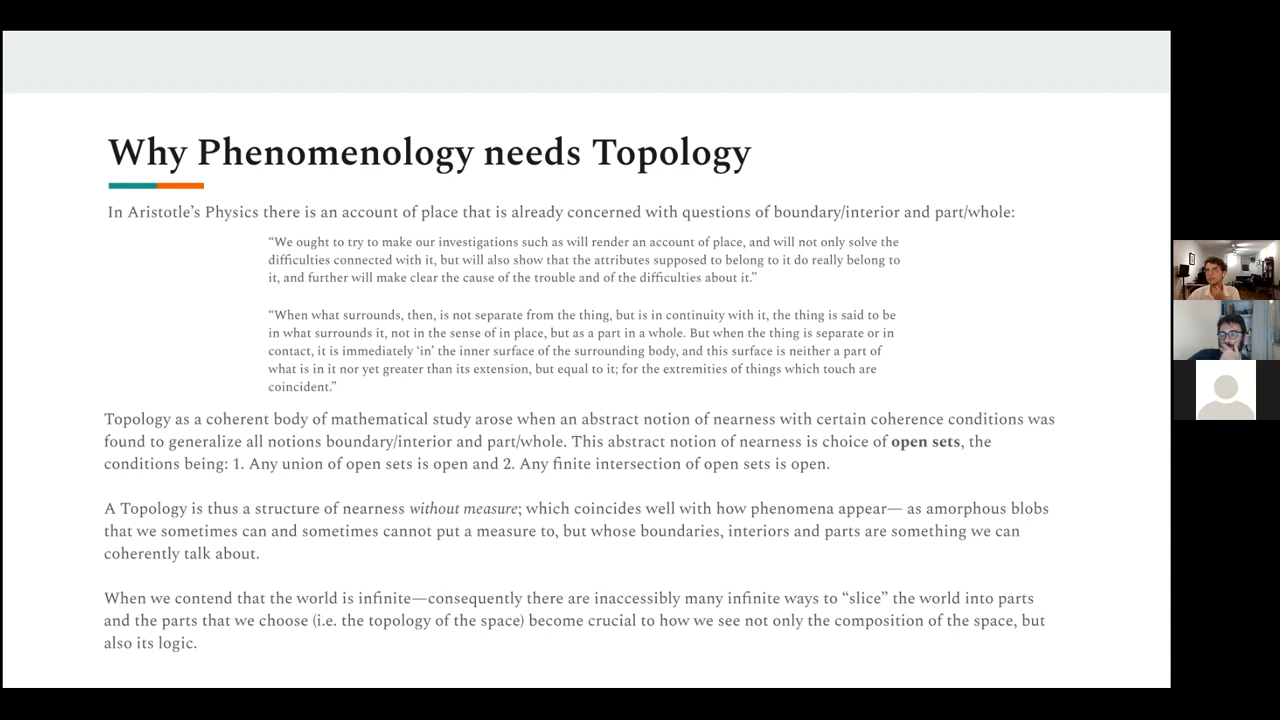 Why Phenomenology needs Topology
In Aristotle's Physics there is an account of place that is already concerned with questions of boundary/interior and part/whole:
“We ought to try to make our investigations such as will render an account of place, and will not only solve the
difficulties connected with it, but will also show that the attributes supposed to belong to it do really belong to
it, and further will make clear the cause of the trouble and of the difficulties about it.”
“When what surrounds, then, is not separate from the thing, but is in continuity with it, the thing is said to be
in what surrounds it, not in the sense of in place, but as a part in a whole. But when the thing is separate or in
contact, it is immediately ‘in’ the inner surface of the surrounding body, and this surface is neither a part of
what is in it nor yet greater than its extension, but equal to it; for the extremities of things which touch are
coincident.”
Topology as a coherent body of mathematical study arose when an abstract notion of nearness with certain coherence conditions was
found to generalize all notions boundary/interior and part/whole. This abstract notion of nearness is choice of open sets, the
conditions being: 1. Any union of open sets is open and 2. Any finite intersection of open sets is open.
A Topology is thus a structure of nearness without measure; which coincides well with how phenomena appear— as amorphous blobs
that we sometimes can and sometimes cannot put a measure to, but whose boundaries, interiors and parts are something we can
coherently talk about.
When we contend that the world is infinite—consequently there are inaccessibly many infinite ways to “slice” the world into parts
and the parts that we choose (i.e. the topology of the space) become crucial to how we see not only the composition of the space, but
also its logic.